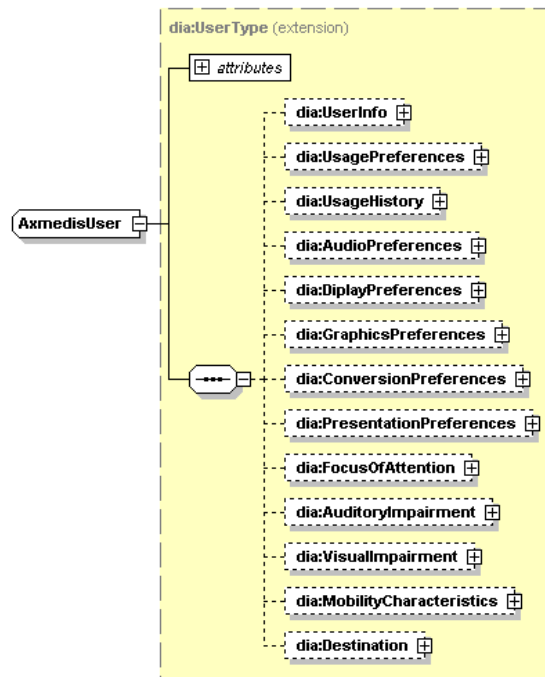 dia:UserType (extension)
attributes
dia:UserInfo
dia:UsagePreferences
dia:UsageHistory
AxmedisUser
dia:AudioPreferences
dia:DiplayPreferences
dia:GraphicsPreferences
dia:ConversionPreferences
dia:PresentationPreferences
dia:FocusOfAttention
dia:AuditoryImpairment
dia:VisualImpairment
dia:MobilityCharacteristics
dia:Destination